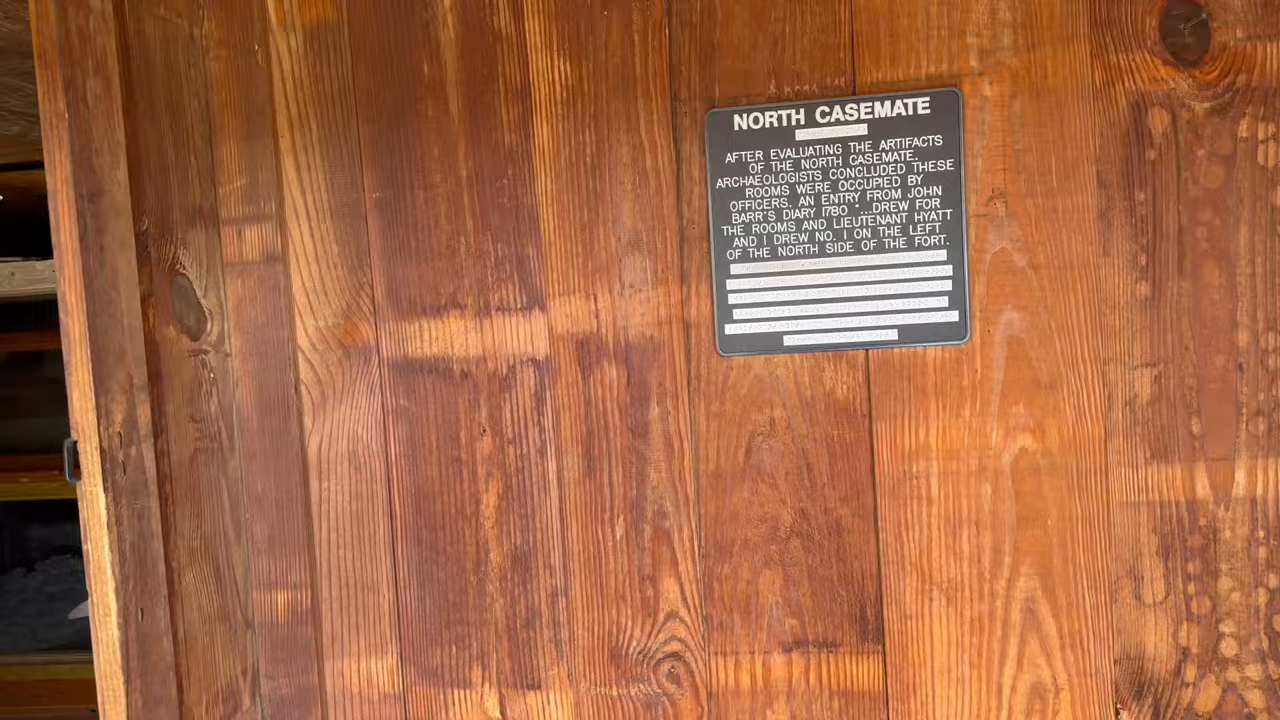 NORTH CASEMATE
AFTER EVALUATING THE ARTIFACTS
OF THE NORTH CASEMATE.
ARCHAEOLOGISTS CONCLUDED THESE
ROOMS WERE OCCUPIED BY
OFFICERS. AN ENTRY FROM JOHN
BARR'S DIARY 1780 "...DREW FOR
THE ROOMS AND LIEUTENANT HYATT
AND I DREW NO. 1 ON THE LEFT
OF THE NORTH SIDE OF THE FORT.